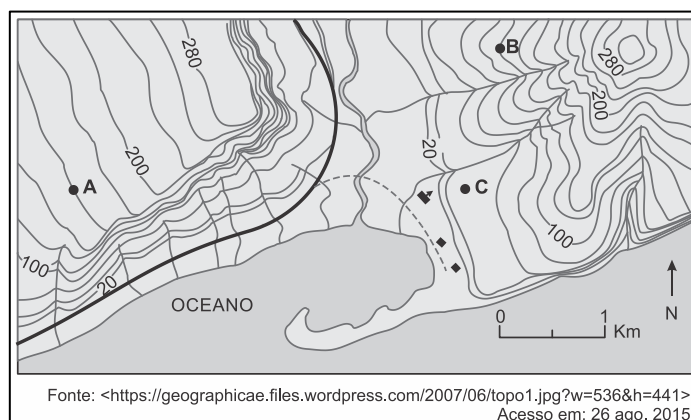 280
B
280
200
20
200
A
C
100
100
20
OCEANO
0 1
Km
N
Fonte: <https://geographicae.files.wordpress.com/2007/06/topo1.jpg?w=536&h=441>
Acesso em: 26 ago. 2015